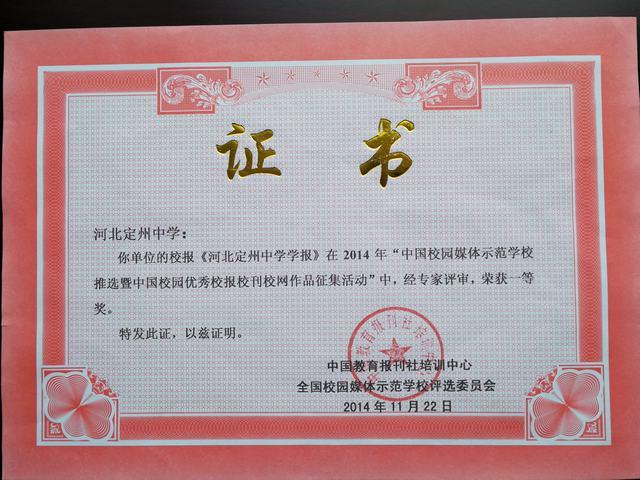 证书
河北定州中学：
你单位的校报《河北定州中学学报》在 2014 年“中国校园媒体示范学校
推选暨中国校园优秀校报校刊校网作品征集活动”中，经专家评审，荣获一等
奖。
特发此证，以兹证明。
中国教育报刊社培训中心
全国校园媒体示范学校评选委员会
2014 年 11 月 22 日